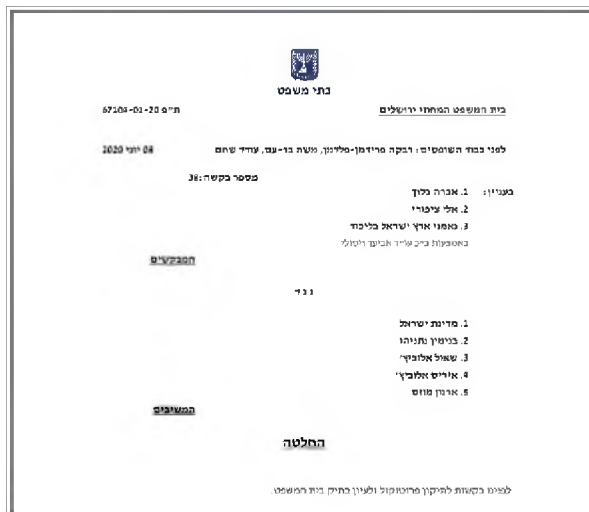 בתי משפט
בית המשפט המחוזי ירושלים ת"פ 67104-01-20
לפני כבוד השופטים: רבקה פרידמן-פלדמן, משה בר-עם, עודד שחם 08 יוני 2020
מספר בקשה: 38
בעניין: 1. אברה בלוך
2. אלי ציפורי
3. נאמני ארץ ישראל בליכוד
באמצעות ב"כ עו"ד אביעד ויסולי
המבקשים
נגד
1. מדינת ישראל
2. בנימין נתניהו
3. שאול אלוביץ'
4. איריס אלוביץ'
5. ארנון מוזס
המשיבים
החלטה
לפנינו בקשות לתיקון פרוטוקול ולעיון בתיק בית המשפט.